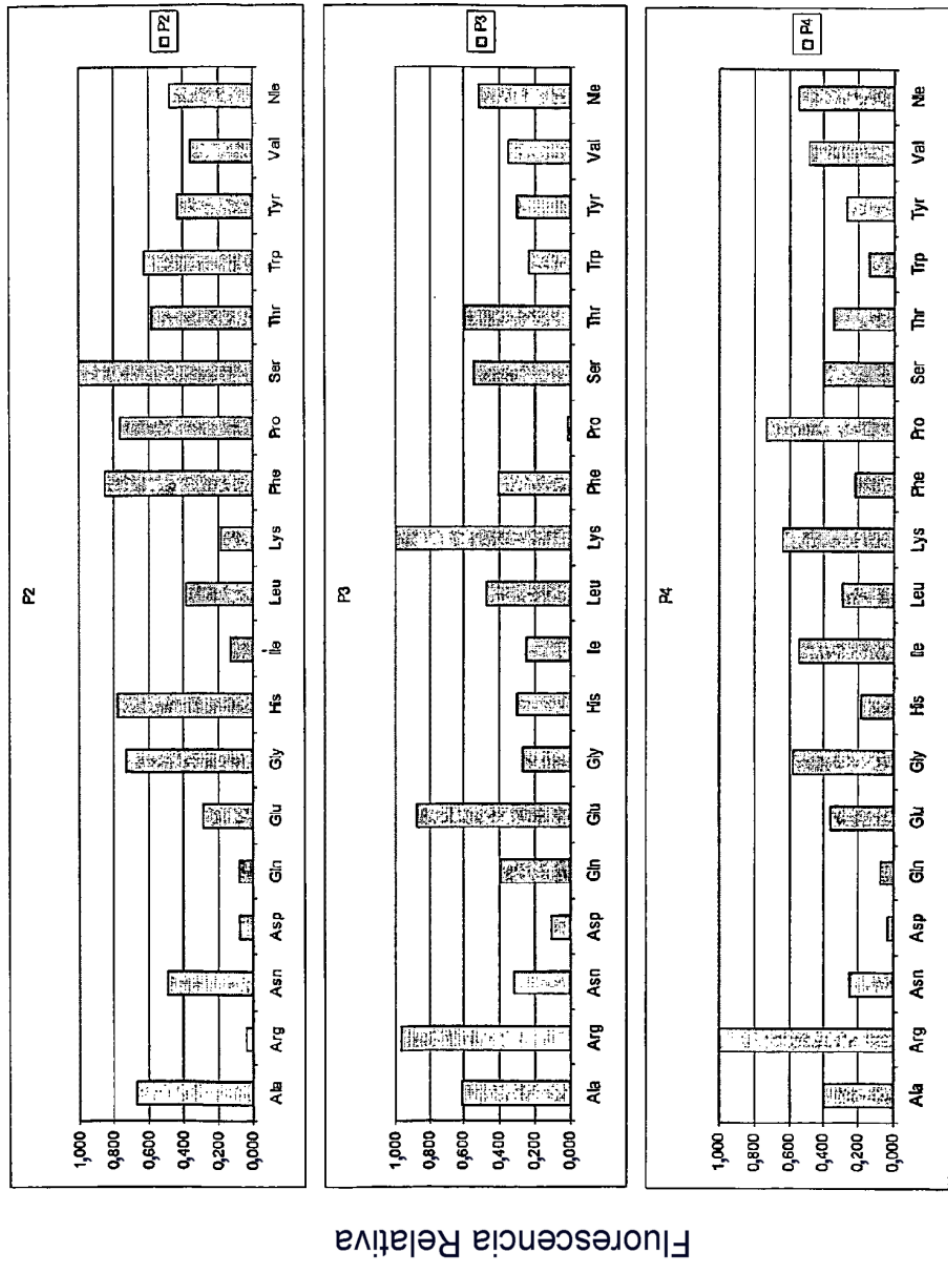 Fluorescencia Relativa
P2
1,000
0,800
0,600
0,400
0,200
0,000
Ala Arg Asn Asp Gln Glu Gly His Ile Leu Lys Phe Pro Ser Thr Trp Tyr Val Nle
P2
P3
1,000
0,800
0,600
0,400
0,200
0,000
Ala Arg Asn Asp Gln Glu Gly His Ile Leu Lys Phe Pro Ser Thr Trp Tyr Val Nle
P3
P4
1,000
0,800
0,600
0,400
0,200
0,000
Ala Arg Asn Asp Gln Glu Gly His Ile Leu Lys Phe Pro Ser Thr Trp Tyr Val Nle
P4